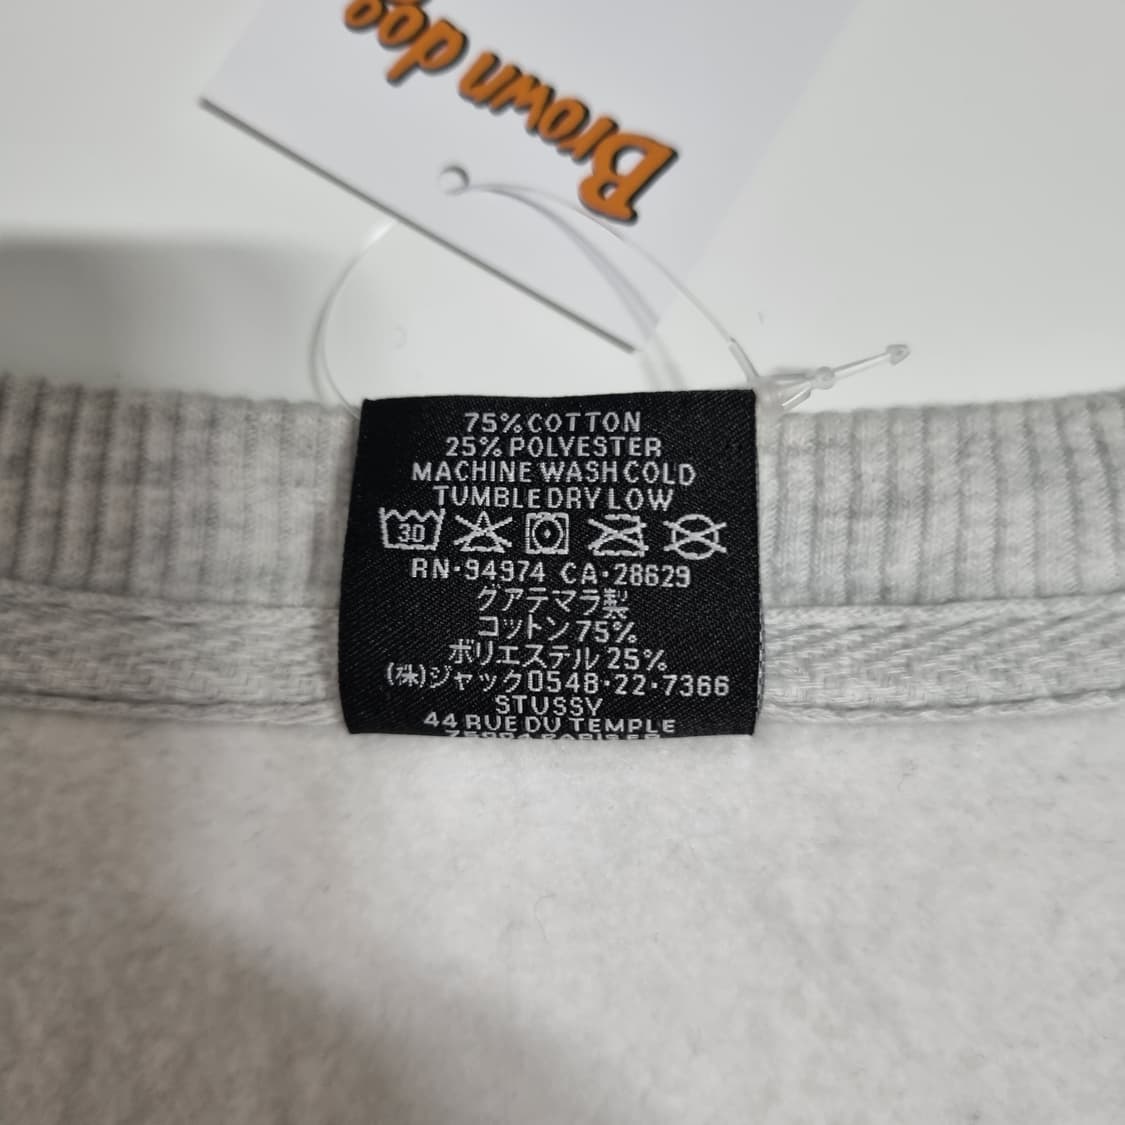 Brown dog
75% COTTON
25% POLYESTER
MACHINE WASH COLD
TUMBLE DRY LOW
30
RN·94974 CA·28629
グアテマラ製
コットン75%
ポリエステル25%
(株)ジャック0548·22·7366
STUSSY
44 RUE DU TEMPLE